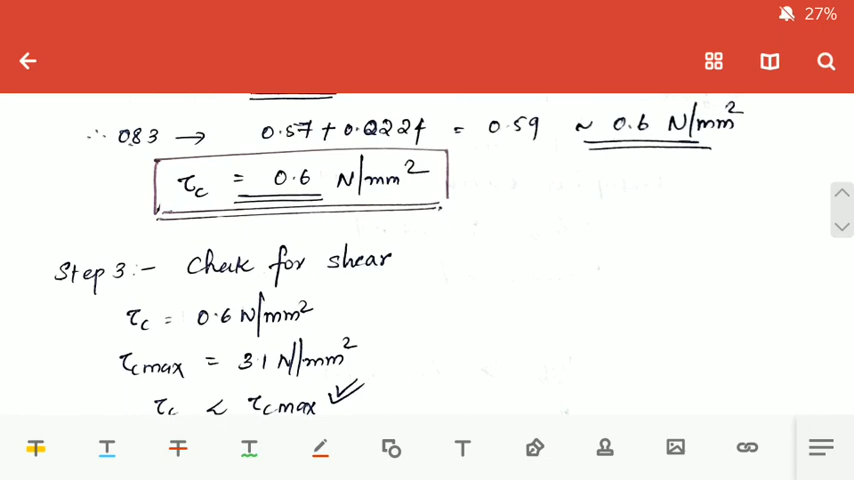 27%
∴ 0.83 → 0.57 + 0.0224 = 0.59 ~ 0.6 N/mm²
τc = 0.6 N/mm²
Step 3:- Check for shear
τc = 0.6 N/mm²
τcmax = 3.1 N/mm²
τc < τcmax ✓